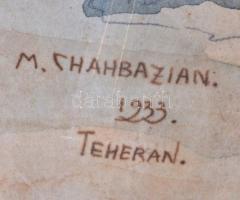 M. CHAHBAZIAN.
1933.
TEHERAN.